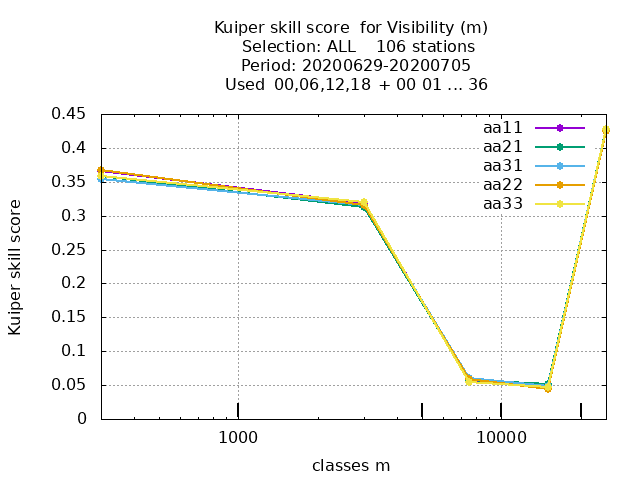 Kuiper skill score  for Visibility (m)
Selection: ALL    106 stations
Period: 20200629-20200705
Used  00,06,12,18 + 00 01 ... 36
0.45
0.4
0.35
0.3
0.25
0.2
0.15
0.1
0.05
0
Kuiper skill score
aa11
aa21
aa31
aa22
aa33
1000
10000
classes m